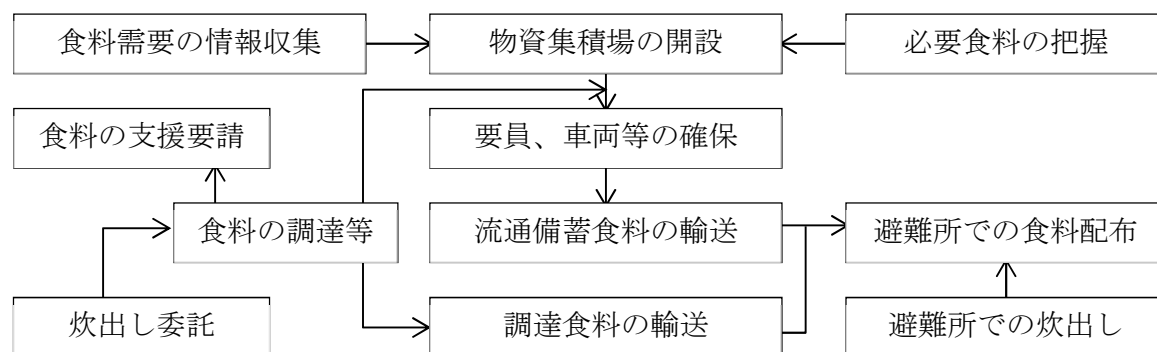 食料需要の情報収集
物資集積場の開設
必要食料の把握
食料の支援要請
要員、車両等の確保
食料の調達等
流通備蓄食料の輸送
避難所での食料配布
炊出し委託
調達食料の輸送
避難所での炊出し